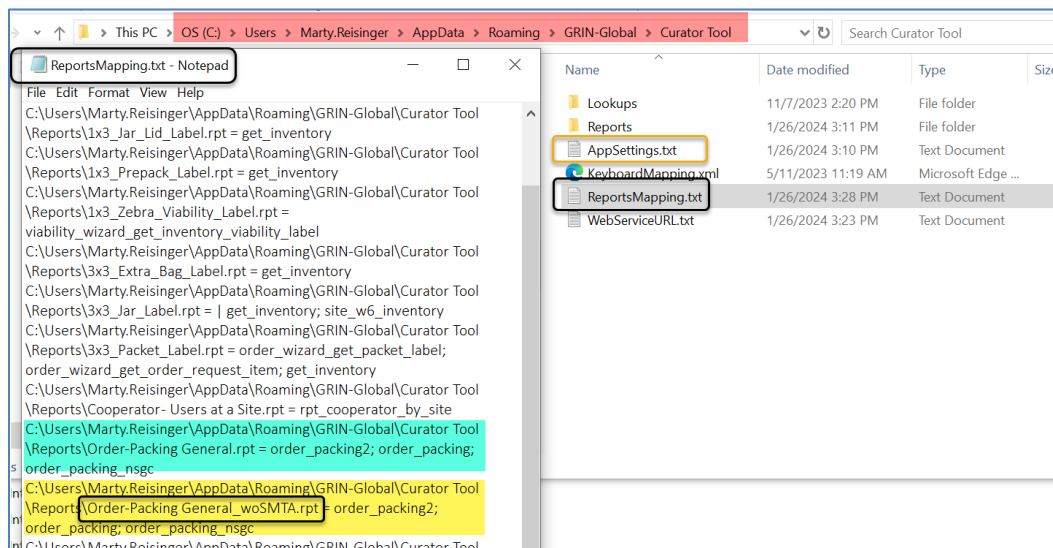 This PC > OS (C:) > Users > Marty.Reisinger > AppData > Roaming > GRIN-Global > Curator Tool
Search Curator Tool
ReportsMapping.txt - Notepad
File Edit Format View Help
C:\Users\Marty.Reisinger\AppData\Roaming\GRIN-Global\Curator Tool
\Reports\1x3_Jar_Lid_Label.rpt = get_inventory
C:\Users\Marty.Reisinger\AppData\Roaming\GRIN-Global\Curator Tool
\Reports\1x3_Prepack_Label.rpt = get_inventory
C:\Users\Marty.Reisinger\AppData\Roaming\GRIN-Global\Curator Tool
\Reports\1x3_Zebra_Viability_Label.rpt =
viability_wizard_get_inventory_viability_label
C:\Users\Marty.Reisinger\AppData\Roaming\GRIN-Global\Curator Tool
\Reports\3x3_Extra_Bag_Label.rpt = get_inventory
C:\Users\Marty.Reisinger\AppData\Roaming\GRIN-Global\Curator Tool
\Reports\3x3_Jar_Label.rpt = | get_inventory; site_w6_inventory
C:\Users\Marty.Reisinger\AppData\Roaming\GRIN-Global\Curator Tool
\Reports\3x3_Packet_Label.rpt = order_wizard_get_packet_label;
order_wizard_get_order_request_item; get_inventory
C:\Users\Marty.Reisinger\AppData\Roaming\GRIN-Global\Curator Tool
\Reports\Cooperator- Users at a Site.rpt = rpt_cooperator_by_site
C:\Users\Marty.Reisinger\AppData\Roaming\GRIN-Global\Curator Tool
\Reports\Order-Packing General.rpt = order_packing2; order_packing;
order_packing_nsgc
C:\Users\Marty.Reisinger\AppData\Roaming\GRIN-Global\Curator Tool
\Reports\Order-Packing General_woSMTA.rpt = order_packing2;
order_packing; order_packing_nsgc
C:\Users\Marty.Reisinger\AppData\Roaming\GRIN-Global\Curator Tool
Name Date modified Type Size
Lookups 11/7/2023 2:20 PM File folder
Reports 1/26/2024 3:11 PM File folder
AppSettings.txt 1/26/2024 3:10 PM Text Document
KeyboardMapping.xml 5/11/2023 11:19 AM Microsoft Edge ...
ReportsMapping.txt 1/26/2024 3:28 PM Text Document
WebServiceURL.txt 1/26/2024 3:23 PM Text Document